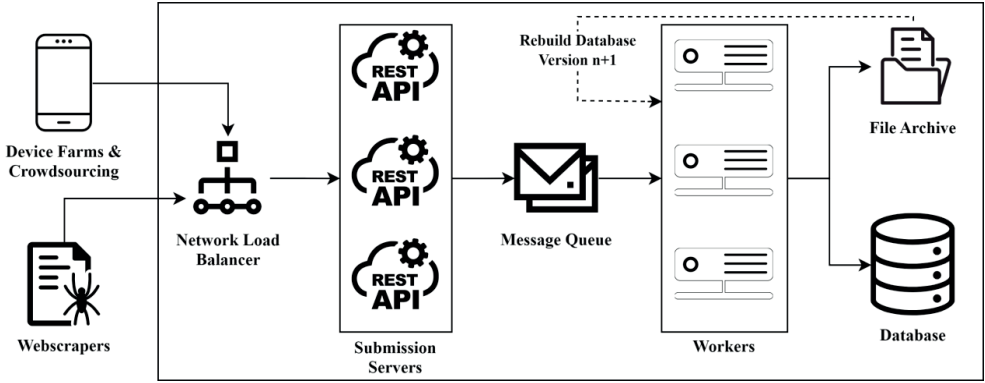 Device Farms &
Crowdsourcing
Webscrapers
Network Load
Balancer
REST
API
REST
API
REST
API
Submission
Servers
Message Queue
Rebuild Database
Version n+1
Workers
File Archive
Database